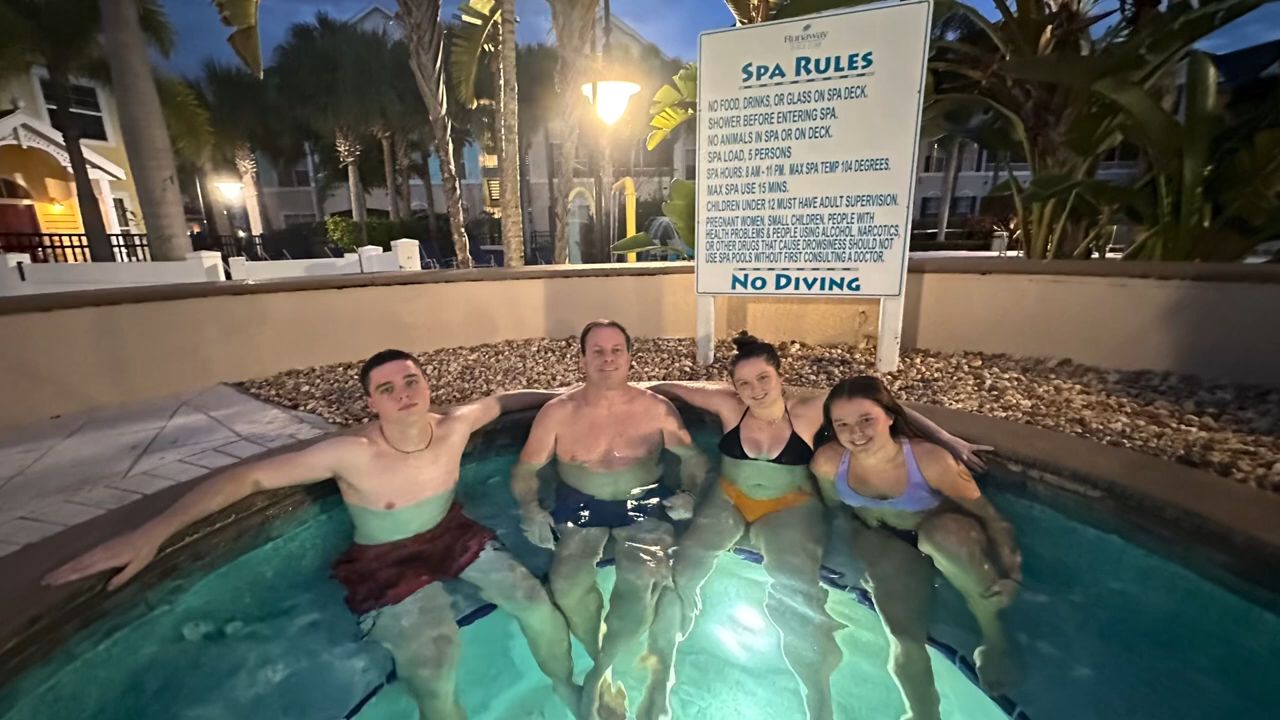 Runaway
BEACH CLUB
SPA RULES
NO FOOD, DRINKS, OR GLASS ON SPA DECK.
SHOWER BEFORE ENTERING SPA.
NO ANIMALS IN SPA OR ON DECK.
SPA LOAD, 5 PERSONS
SPA HOURS: 8 AM - 11 PM. MAX SPA TEMP 104 DEGREES.
MAX SPA USE 15 MINS.
CHILDREN UNDER 12 MUST HAVE ADULT SUPERVISION.
PREGNANT WOMEN, SMALL CHILDREN, PEOPLE WITH
HEALTH PROBLEMS & PEOPLE USING ALCOHOL, NARCOTICS,
OR OTHER DRUGS THAT CAUSE DROWSINESS SHOULD NOT
USE SPA POOLS WITHOUT FIRST CONSULTING A DOCTOR.
NO DIVING